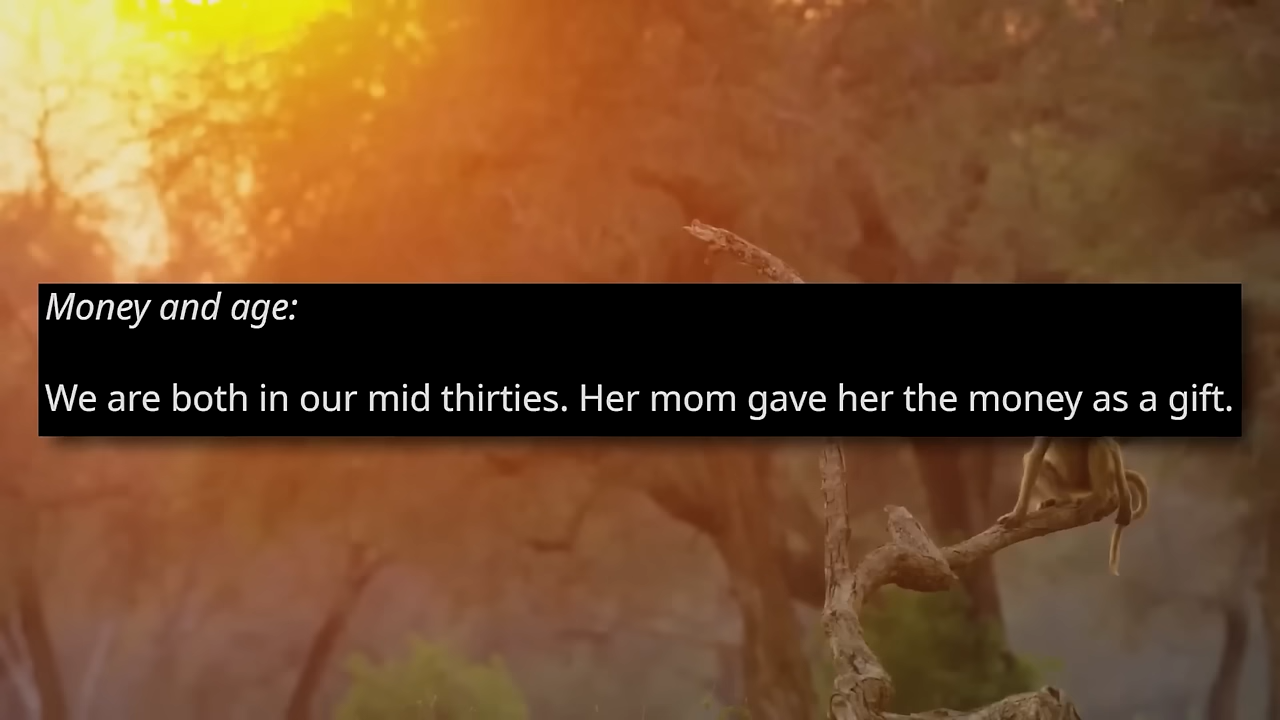 Money and age:
We are both in our mid thirties. Her mom gave her the money as a gift.